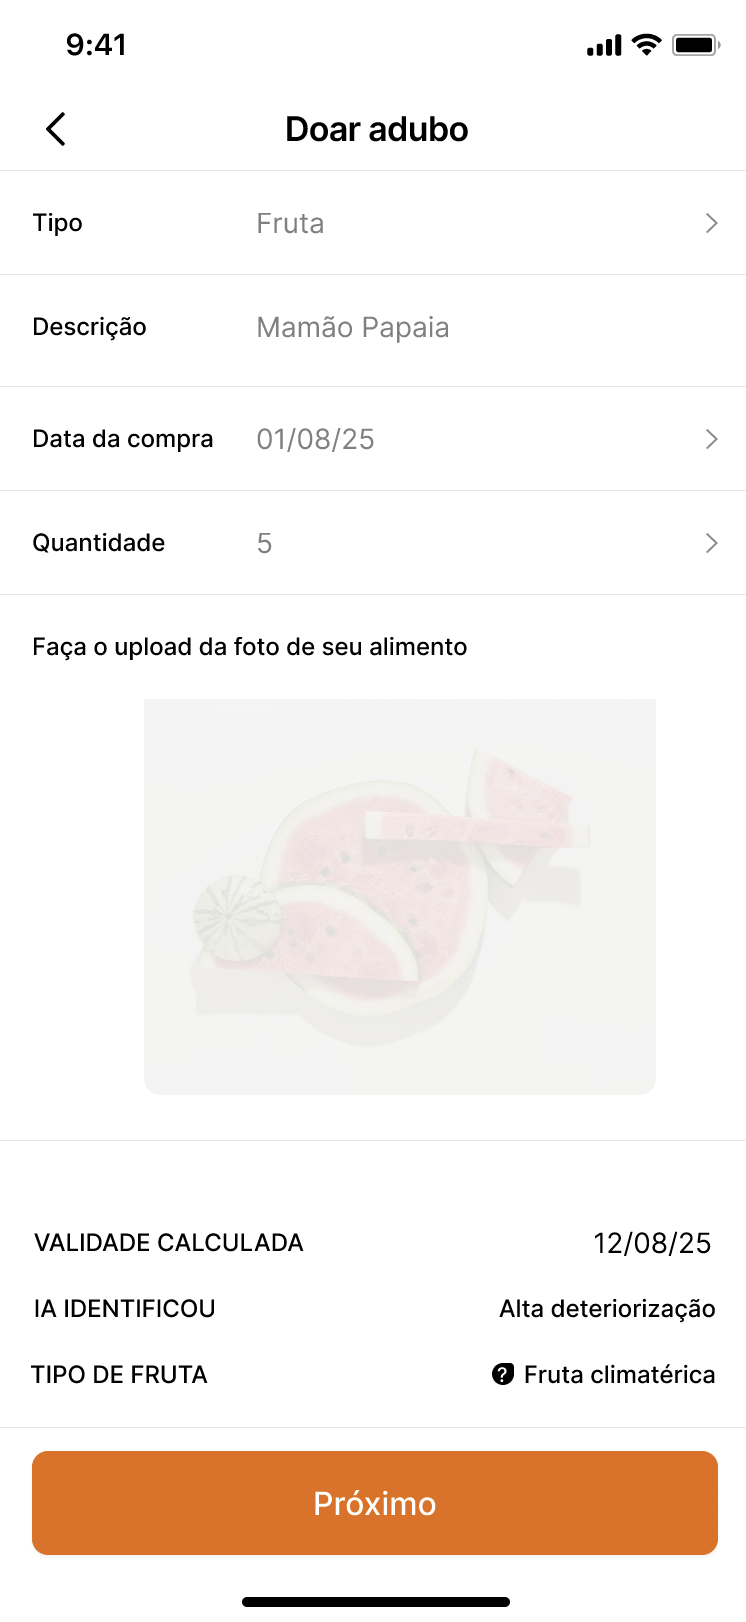 9:41
Doar adubo
Tipo Fruta
Descrição Mamão Papaia
Data da compra 01/08/25
Quantidade 5
Faça o upload da foto de seu alimento
VALIDADE CALCULADA 12/08/25
IA IDENTIFICOU Alta deteriorização
TIPO DE FRUTA ? Fruta climatérica
Próximo